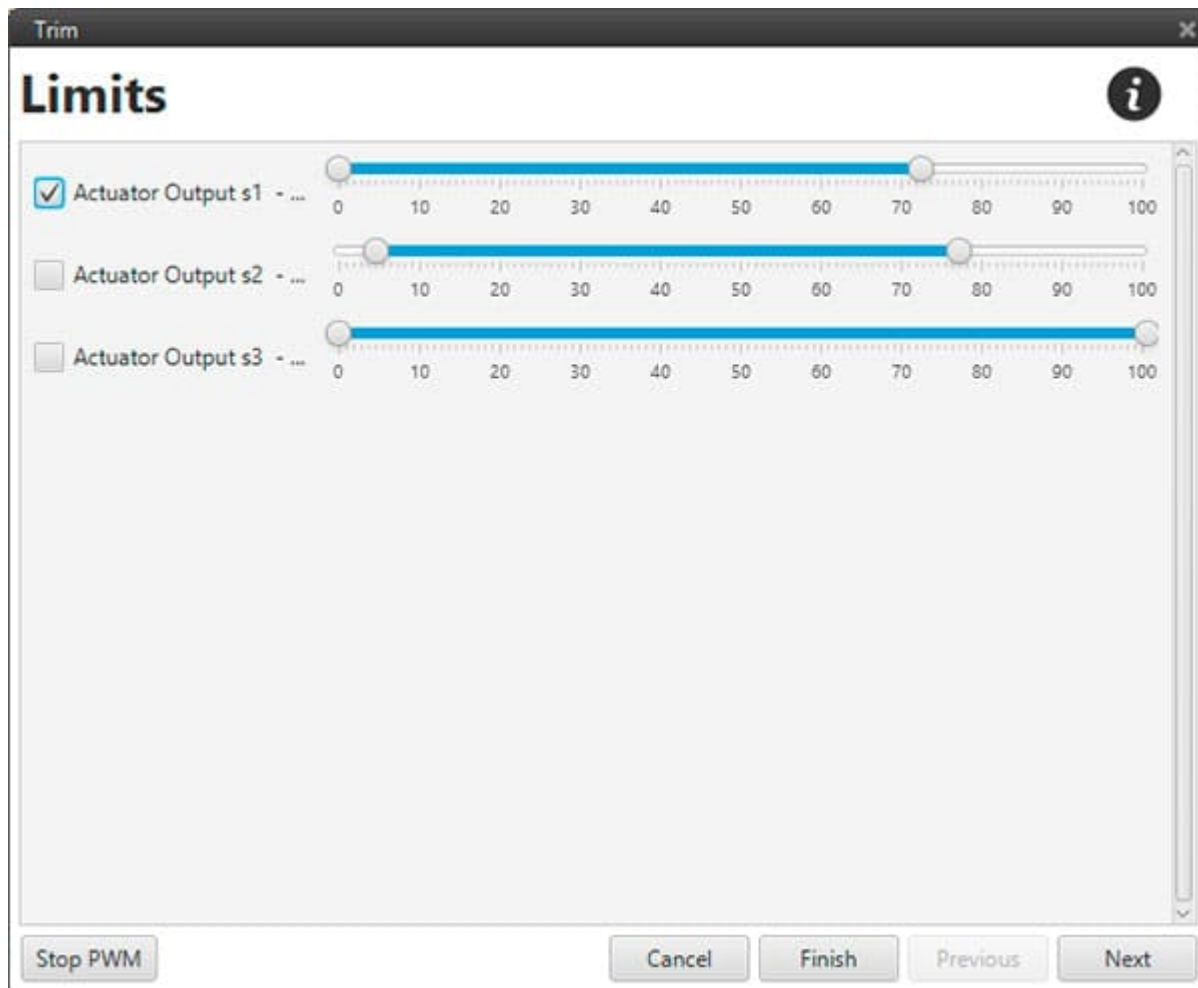 Trim
Limits
Actuator Output s1 - ...
0 10 20 30 40 50 60 70 80 90 100
Actuator Output s2 - ...
0 10 20 30 40 50 60 70 80 90 100
Actuator Output s3 - ...
0 10 20 30 40 50 60 70 80 90 100
Stop PWM Cancel Finish Previous Next